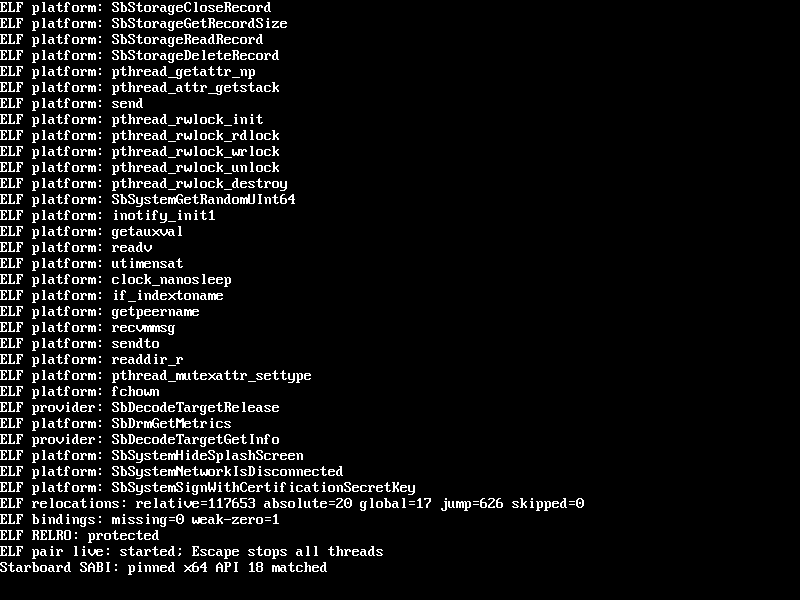 ELF platform: SbStorageCloseRecord
ELF platform: SbStorageGetRecordSize
ELF platform: SbStorageReadRecord
ELF platform: SbStorageDeleteRecord
ELF platform: pthread_getattr_np
ELF platform: pthread_attr_getstack
ELF platform: send
ELF platform: pthread_rwlock_init
ELF platform: pthread_rwlock_rdlock
ELF platform: pthread_rwlock_wrlock
ELF platform: pthread_rwlock_unlock
ELF platform: pthread_rwlock_destroy
ELF platform: SbSystemGetRandomUInt64
ELF platform: inotify_init1
ELF platform: getauxval
ELF platform: readv
ELF platform: utimensat
ELF platform: clock_nanosleep
ELF platform: if_indextoname
ELF platform: getpeername
ELF platform: recvmmsg
ELF platform: sendto
ELF platform: readdir_r
ELF platform: pthread_mutexattr_settype
ELF platform: fchown
ELF provider: SbDecodeTargetRelease
ELF platform: SbDrmGetMetrics
ELF provider: SbDecodeTargetGetInfo
ELF platform: SbSystemHideSplashScreen
ELF platform: SbSystemNetworkIsDisconnected
ELF platform: SbSystemSignWithCertificationSecretKey
ELF relocations: relative=117653 absolute=20 global=17 jump=626 skipped=0
ELF bindings: missing=0 weak-zero=1
ELF RELRO: protected
ELF pair live: started; Escape stops all threads
Starboard SABI: pinned x64 API 18 matched